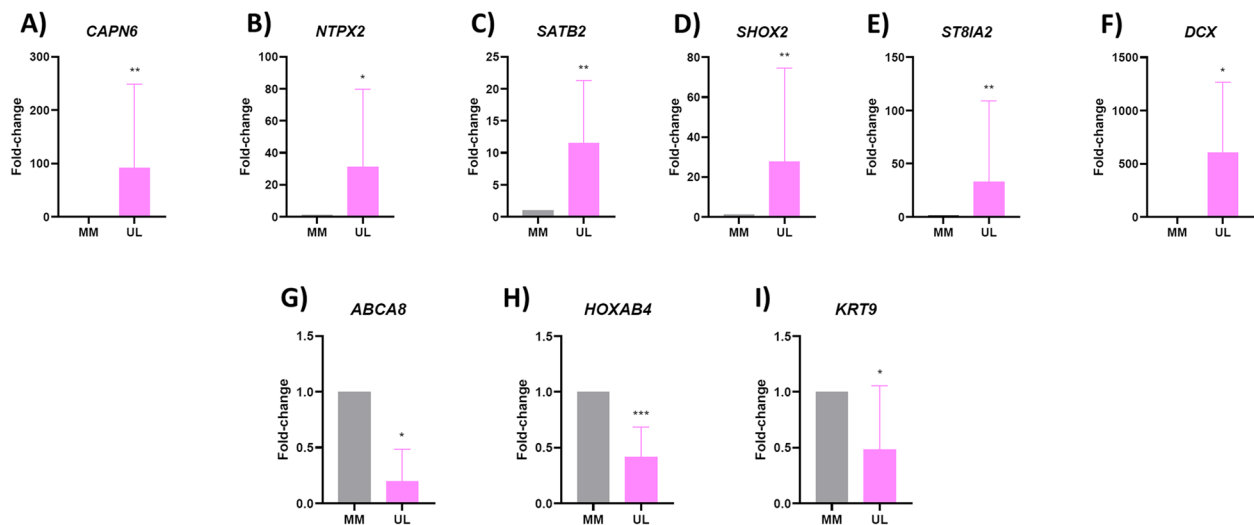 A) CAPN6
Fold-change
300
200
100
0
**
MM UL
B) NTPX2
Fold-change
100
80
60
40
20
0
*
MM UL
C) SATB2
Fold-change
25
20
15
10
5
0
**
MM UL
D) SHOX2
Fold-change
80
60
40
20
0
**
MM UL
E) ST8IA2
Fold-change
150
100
50
0
**
MM UL
F) DCX
Fold-change
1500
1000
500
0
*
MM UL
G) ABCA8
Fold-change
1.5
1.0
0.5
0.0
*
MM UL
H) HOXAB4
Fold-change
1.5
1.0
0.5
0.0
***
MM UL
I) KRT9
Fold-change
1.5
1.0
0.5
0.0
*
MM UL